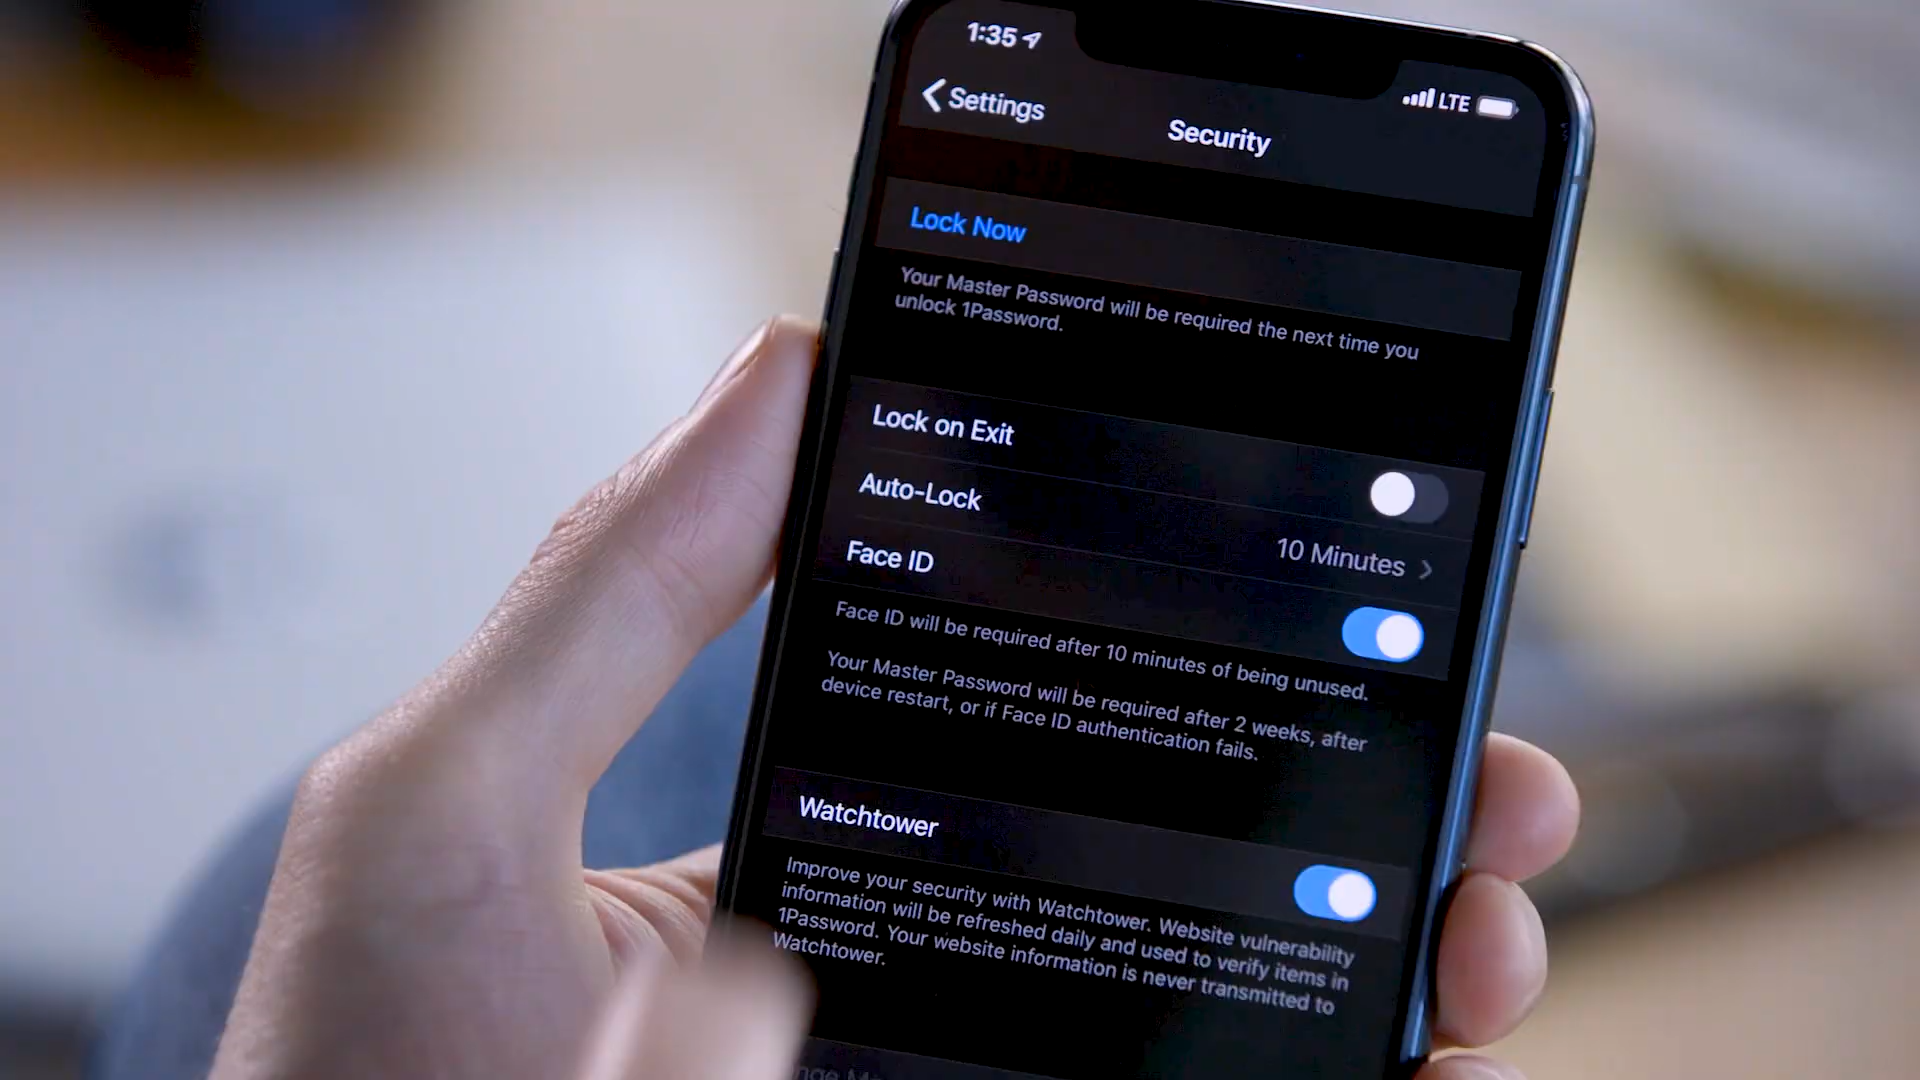 1:35
LTE
Settings
Security
Lock Now
Your Master Password will be required the next time you
unlock 1Password.
Lock on Exit
Auto-Lock
10 Minutes
Face ID
Face ID will be required after 10 minutes of being unused.
Your Master Password will be required after 2 weeks, after
device restart, or if Face ID authentication fails.
Watchtower
Improve your security with Watchtower. Website vulnerability
information will be refreshed daily and used to verify items in
1Password. Your website information is never transmitted to
Watchtower.